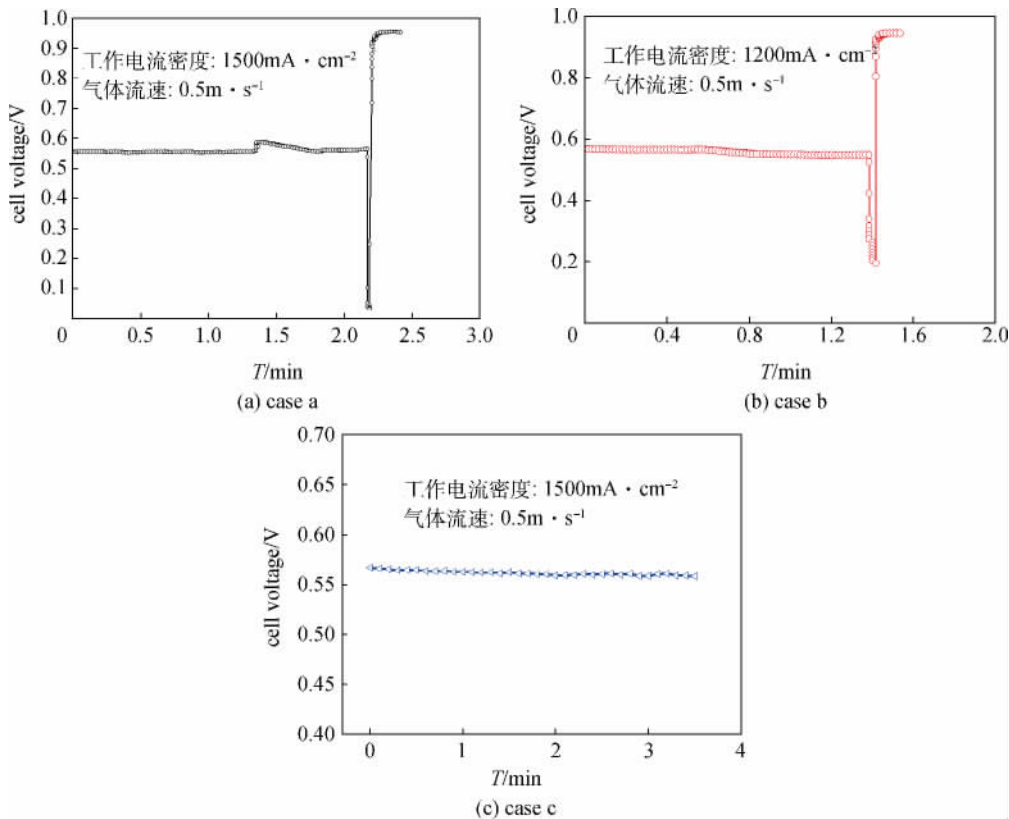 1.0
0.9
0.8
0.7
0.6
0.5
0.4
0.3
0.2
0.1
cell voltage/V
工作电流密度: 1500mA·cm⁻²
气体流速: 0.5m·s⁻¹
0 0.5 1.0 1.5 2.0 2.5 3.0
T/min
(a) case a
1.0
0.8
0.6
0.4
0.2
cell voltage/V
工作电流密度: 1200mA·cm⁻
气体流速: 0.5m·s⁻¹
0 0.4 0.8 1.2 1.6 2.0
T/min
(b) case b
0.70
0.65
0.60
0.55
0.50
0.45
0.40
cell voltage/V
工作电流密度: 1500mA·cm⁻²
气体流速: 0.5m·s⁻¹
0 1 2 3 4
T/min
(c) case c